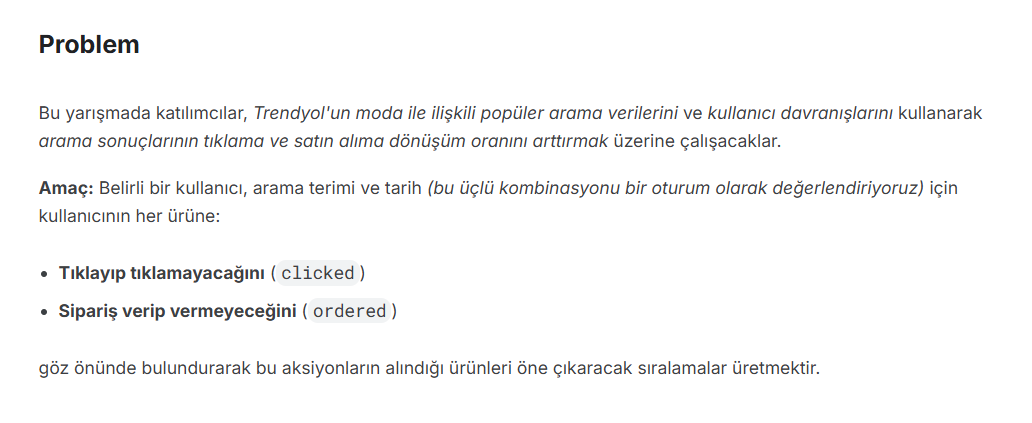 Problem
Bu yarışmada katılımcılar, Trendyol'un moda ile ilişkili popüler arama verilerini ve kullanıcı davranışlarını kullanarak
arama sonuçlarının tıklama ve satın alıma dönüşüm oranını arttırmak üzerine çalışacaklar.
Amaç: Belirli bir kullanıcı, arama terimi ve tarih (bu üçlü kombinasyonu bir oturum olarak değerlendiriyoruz) için
kullanıcının her ürüne:
• Tıklayıp tıklamayacağını (clicked)
• Sipariş verip vermeyeceğini (ordered)
göz önünde bulundurarak bu aksiyonların alındığı ürünleri öne çıkaracak sıralamalar üretmektir.